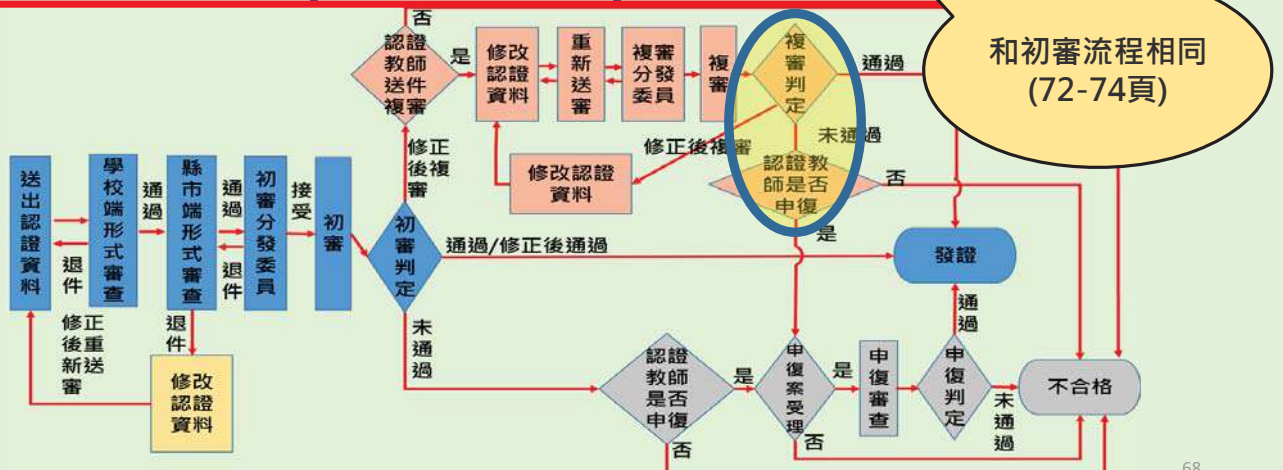 否
認證
教師
送件
複審
是
修改
認證
資料
重
新
送
審
複審
分發
委員
複
審
複
審
判
定
通過
和初審流程相同
(72-74頁)
未通過
修正後複審
修改認證
資料
認證教
師是否
申復
否
是
修正
後複
審
送
出
認
證
資
料
通
過
退
件
學
校
端
形
式
審
查
通
過
縣
市
端
形
式
審
查
通
過
退
件
初
審
分
發
委
員
接
受
初
審
初
審
判
定
通過/修正後通過
發證
修正
後重
新送
審
退
件
修改
認證
資料
未
通
過
認證
教師
是否
申復
是
否
申
復
案
受
理
是
否
申
復
審
查
申
復
判
定
通
過
未
通
過
不合格
68